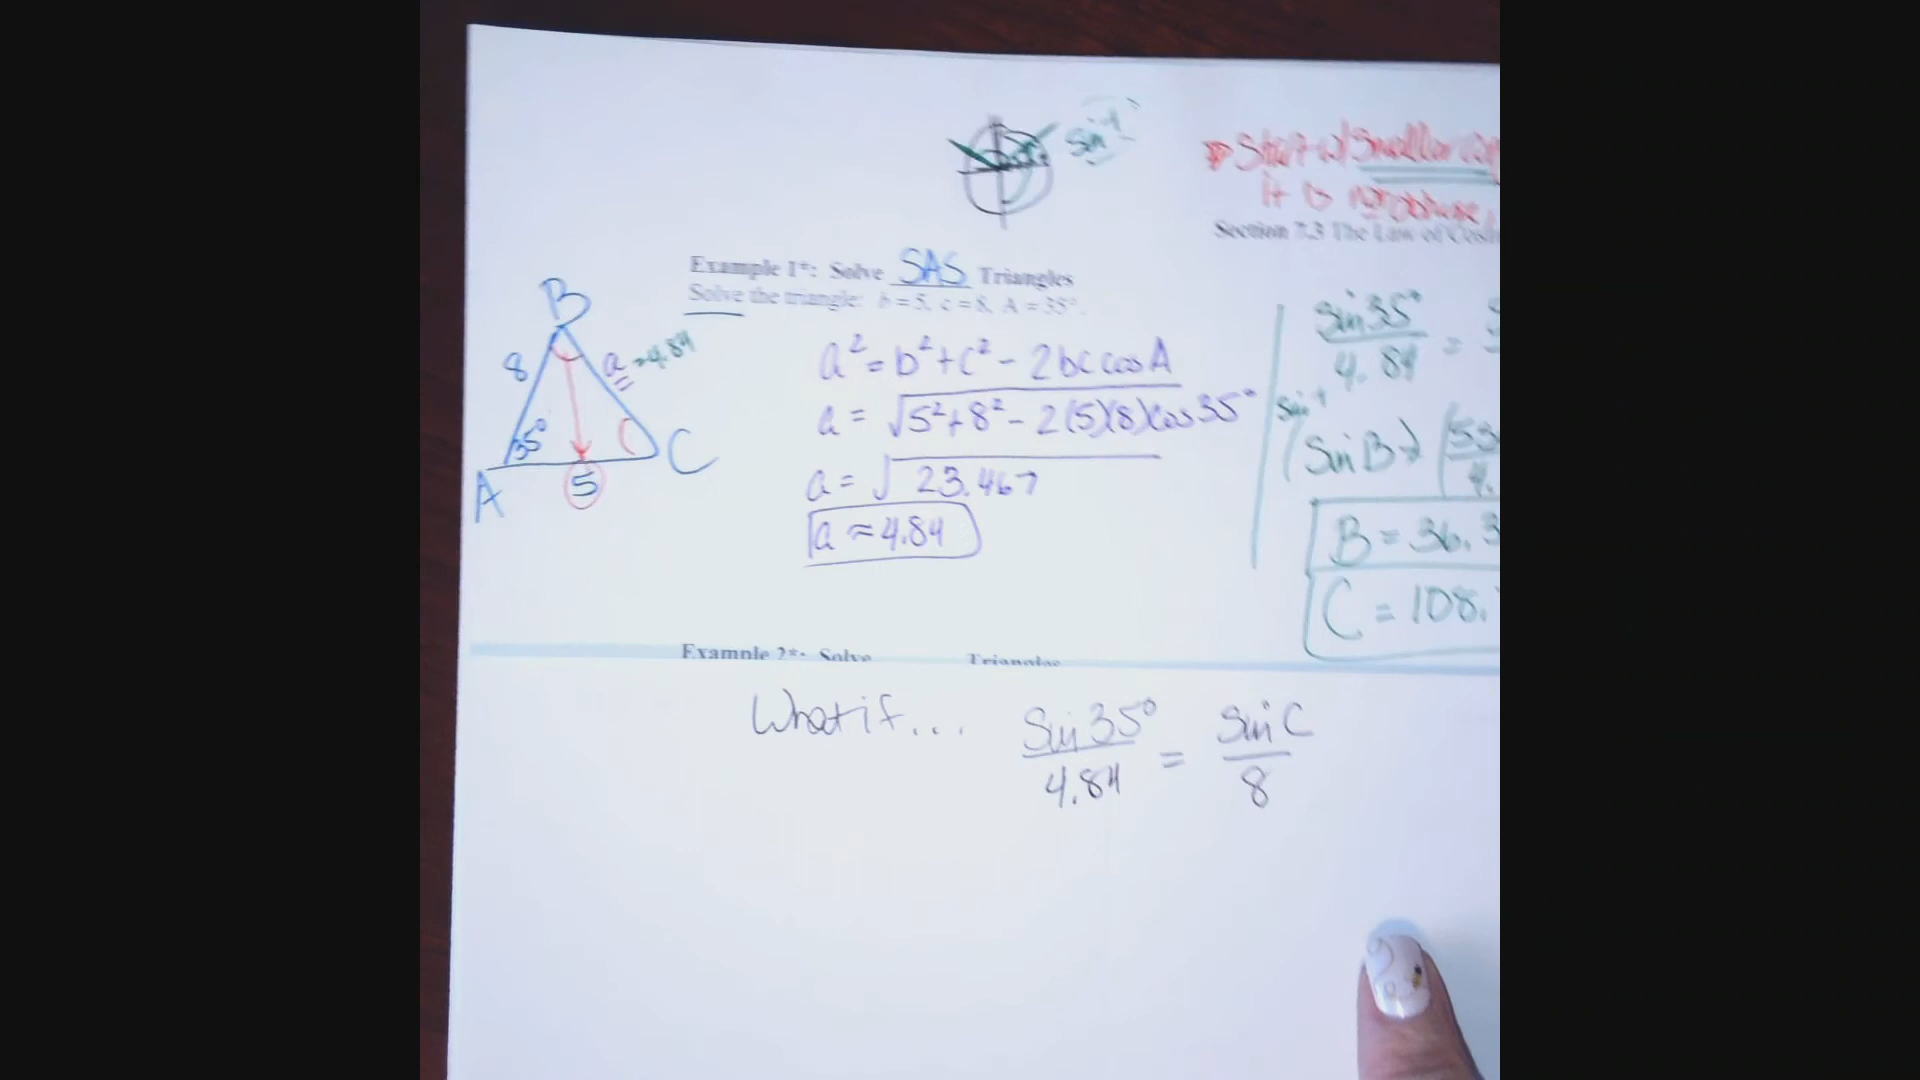 sin⁻¹
Start w/ smaller
it is not obtuse
Section 7.3 The Law of
Example 1*: Solve SAS Triangles
Solve the triangle: b = 5, c = 8, A = 35°.
B
8
a = 4.84
35°
C
A
5
a² = b² + c² - 2bc cos A
a = √5² + 8² - 2(5)(8)cos 35°
a = √23.467
a ≈ 4.84
sin 35°
4.84
=
sin⁻¹
(sin B)
4.
B = 36.3
C = 108.
Example 2*: Solve Triangles
What if... sin 35° / 4.84 = sin C / 8